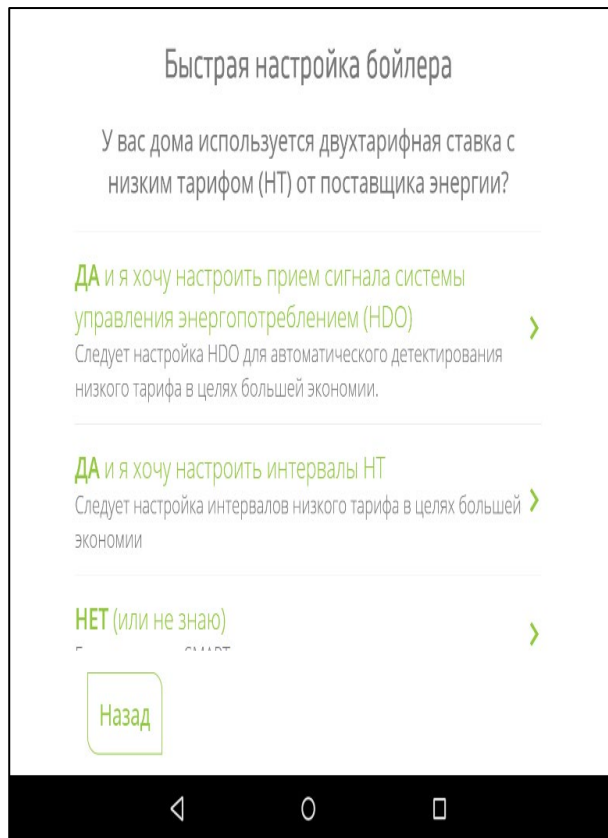 Быстрая настройка бойлера
У вас дома используется двухтарифная ставка с
низким тарифом (НТ) от поставщика энергии?
ДА и я хочу настроить прием сигнала системы
управления энергопотреблением (HDO)
Следует настройка HDO для автоматического детектирования
низкого тарифа в целях большей экономии.
ДА и я хочу настроить интервалы НТ
Следует настройка интервалов низкого тарифа в целях большей
экономии
НЕТ (или не знаю)
SMART
Назад